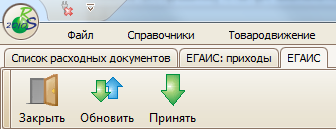 Файл Справочники Товародвижение
Список расходных документов ЕГАИС: приходы ЕГАИС
Закрыть Обновить Принять